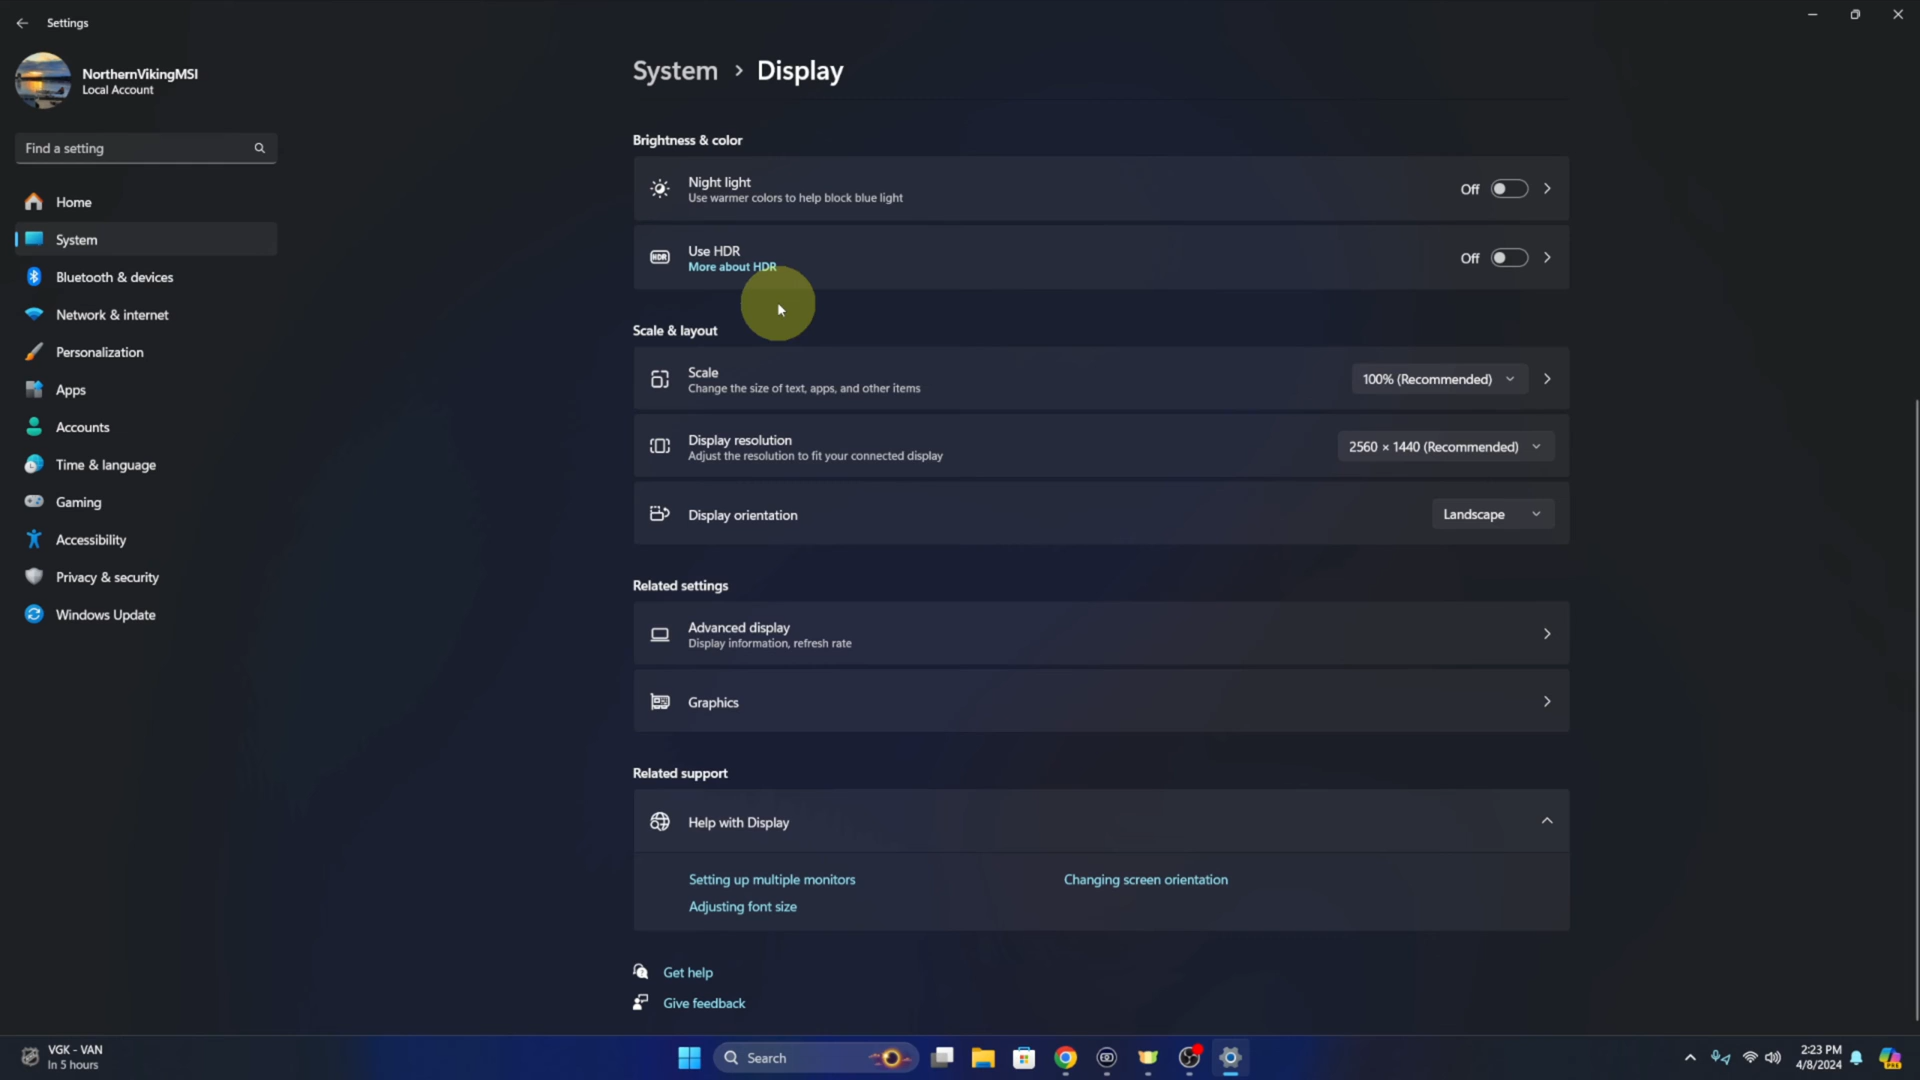 Settings
NorthernVikingMSI
Local Account
Find a setting
Home
System
Bluetooth & devices
Network & internet
Personalization
Apps
Accounts
Time & language
Gaming
Accessibility
Privacy & security
Windows Update
System > Display
Brightness & color
Night light
Use warmer colors to help block blue light
Off
HDR
Use HDR
More about HDR
Off
Scale & layout
Scale
Change the size of text, apps, and other items
100% (Recommended)
Display resolution
Adjust the resolution to fit your connected display
2560 × 1440 (Recommended)
Display orientation
Landscape
Related settings
Advanced display
Display information, refresh rate
Graphics
Related support
Help with Display
Setting up multiple monitors
Changing screen orientation
Adjusting font size
Get help
Give feedback
VGK - VAN
In 5 hours
Search
2:23 PM
4/8/2024
PRE